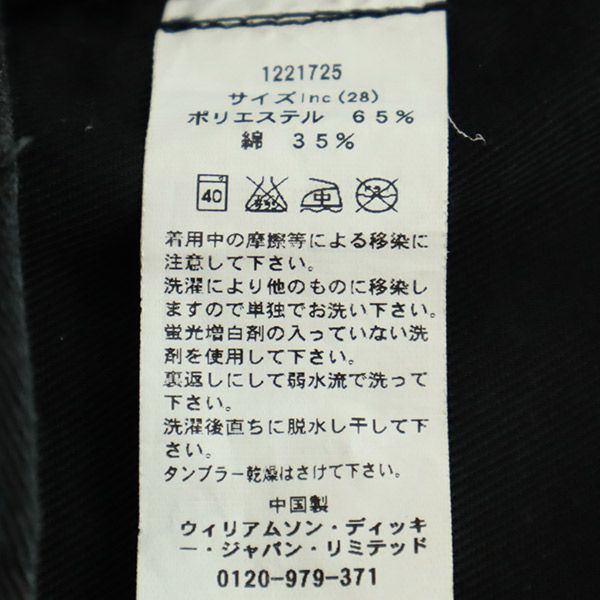 1221725
サイズInc(28)
ポリエステル 65%
綿 35%
40 中
着用中の摩擦等による移染に
注意して下さい。
洗濯により他のものに移染し
ますので単独でお洗い下さい。
蛍光増白剤の入っていない洗
剤を使用して下さい。
裏返しにして弱水流で洗って
下さい。
洗濯後直ちに脱水し干して下
さい。
タンブラー乾燥はさけて下さい。
中国製
ウィリアムソン・ディッキ
ー・ジャパン・リミテッド
0120-979-371